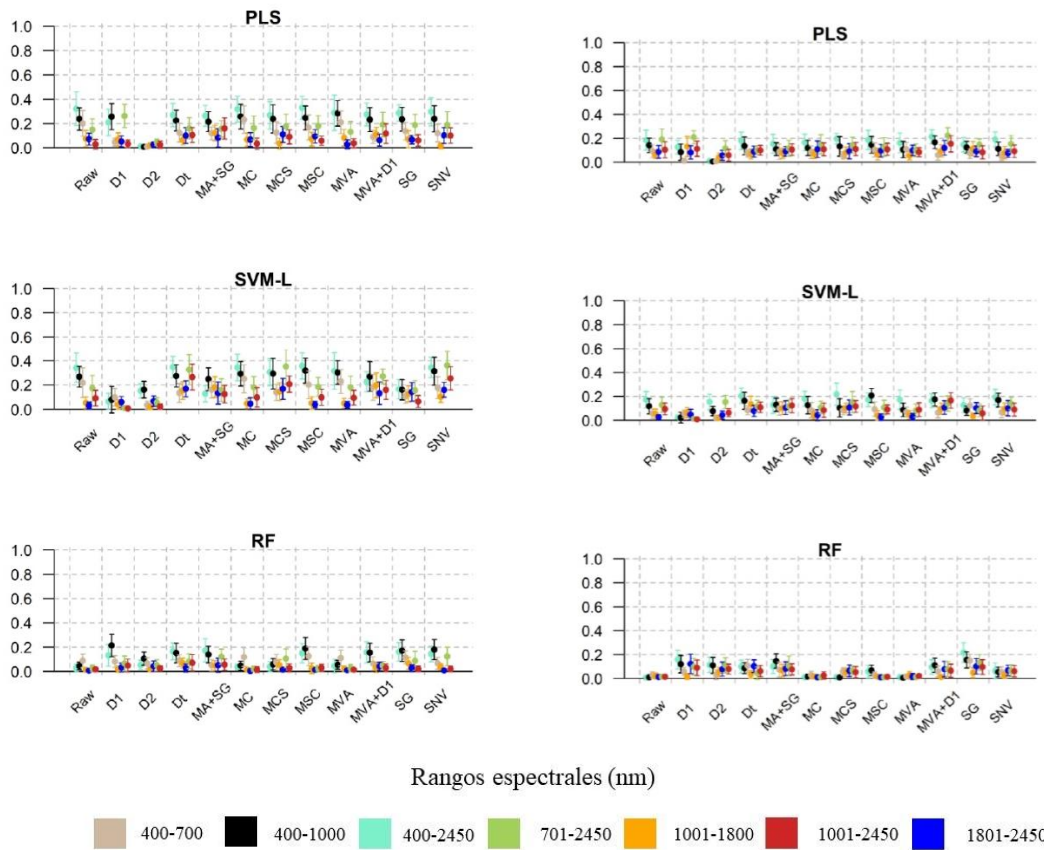 PLS
1.0
0.8
0.6
0.4
0.2
0.0
Raw D1 D2 Dt MA+SG MC MCS MSC MVA MVA+D1 SG SNV
PLS
1.0
0.8
0.6
0.4
0.2
0.0
Raw D1 D2 Dt MA+SG MC MCS MSC MVA MVA+D1 SG SNV
SVM-L
1.0
0.8
0.6
0.4
0.2
0.0
Raw D1 D2 Dt MA+SG MC MCS MSC MVA MVA+D1 SG SNV
SVM-L
1.0
0.8
0.6
0.4
0.2
0.0
Raw D1 D2 Dt MA+SG MC MCS MSC MVA MVA+D1 SG SNV
RF
1.0
0.8
0.6
0.4
0.2
0.0
Raw D1 D2 Dt MA+SG MC MCS MSC MVA MVA+D1 SG SNV
RF
1.0
0.8
0.6
0.4
0.2
0.0
Raw D1 D2 Dt MA+SG MC MCS MSC MVA MVA+D1 SG SNV
Rangos espectrales (nm)
400-700 400-1000 400-2450 701-2450 1001-1800 1001-2450 1801-2450